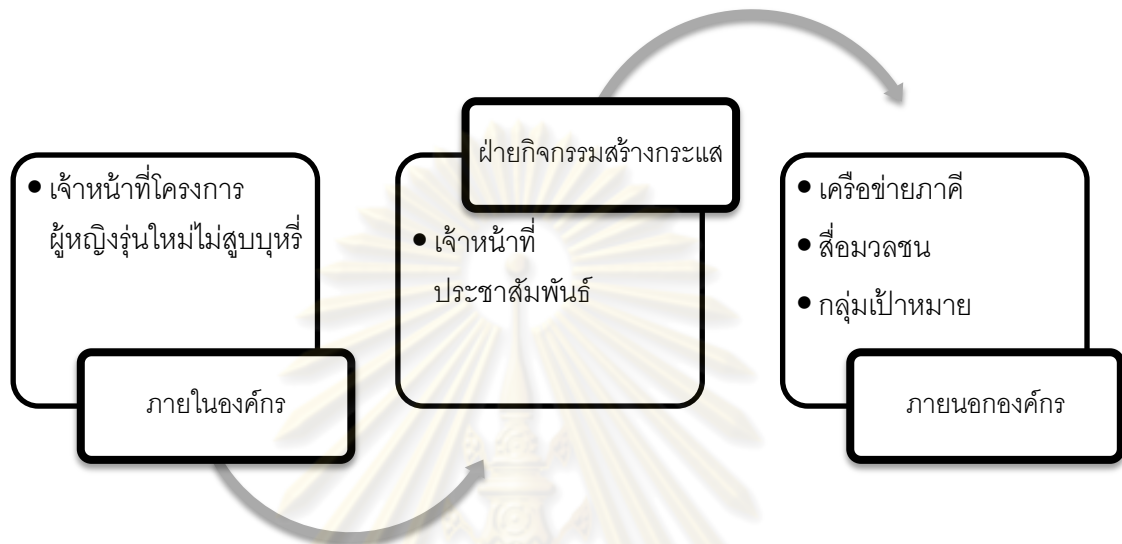 • เจ้าหน้าที่โครงการ
ผู้หญิงรุ่นใหม่ไม่สูบบุหรี่
ภายในองค์กร
ฝ่ายกิจกรรมสร้างกระแส
• เจ้าหน้าที่
ประชาสัมพันธ์
• เครือข่ายภาคี
• สื่อมวลชน
• กลุ่มเป้าหมาย
ภายนอกองค์กร